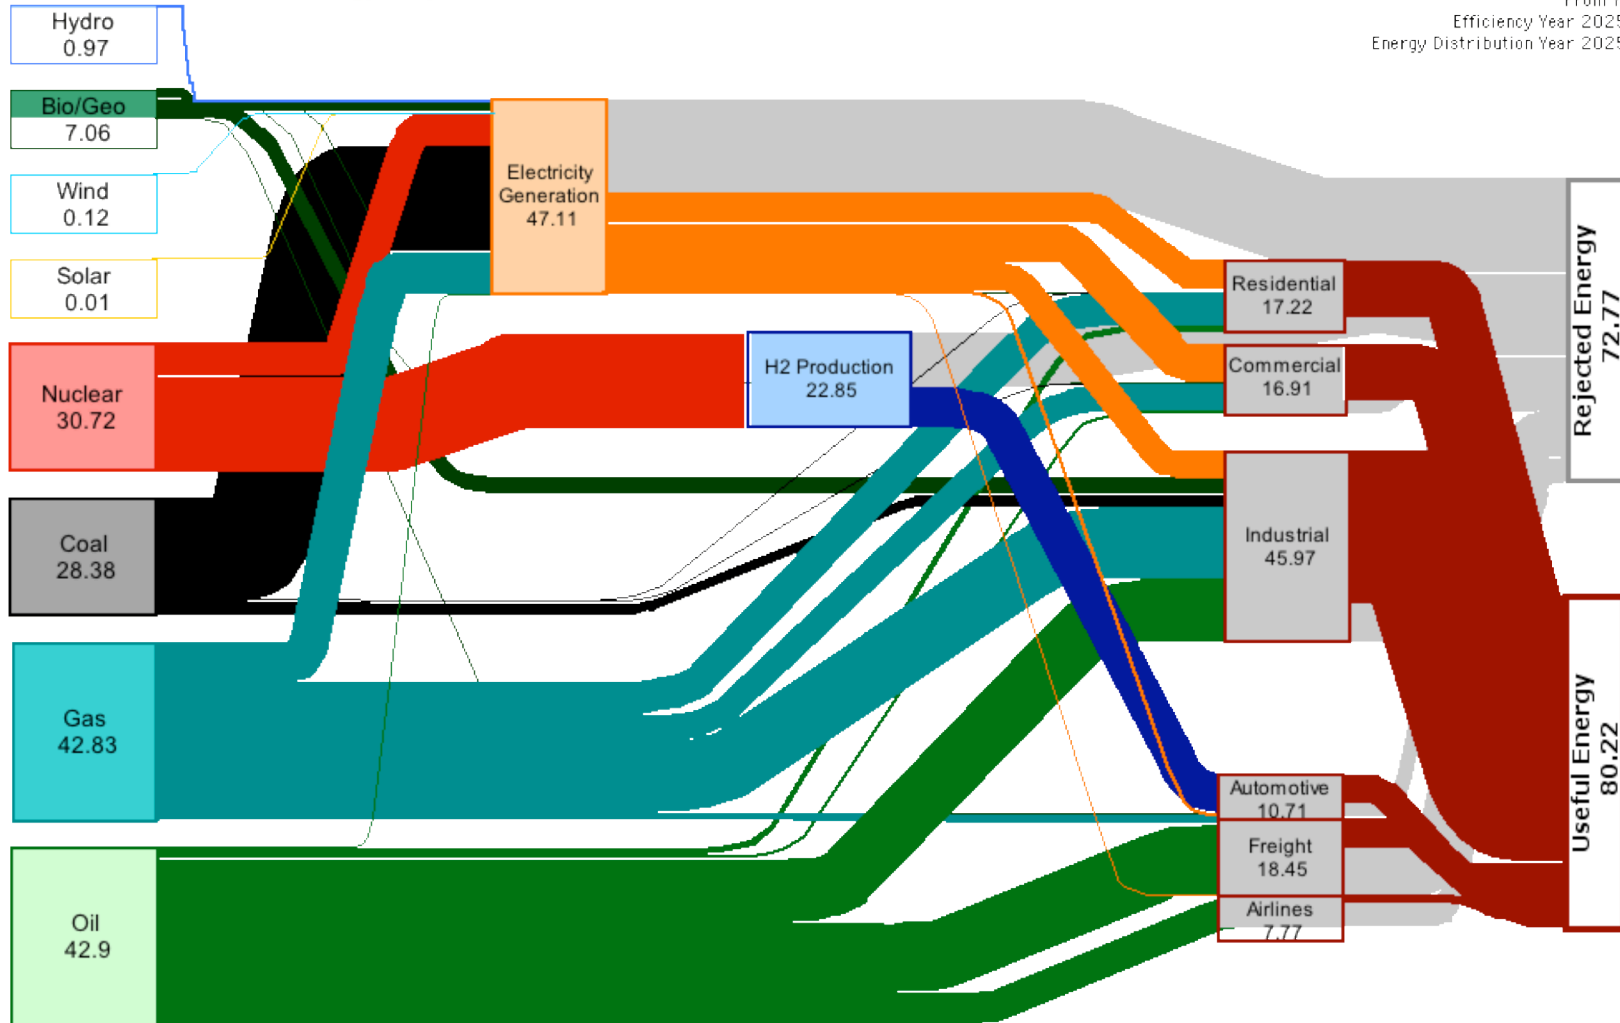 Efficiency Year 2025
Energy Distribution Year 2025
Hydro
0.97
Bio/Geo
7.06
Wind
0.12
Solar
0.01
Nuclear
30.72
Coal
28.38
Gas
42.83
Oil
42.9
Electricity
Generation
47.11
H2 Production
22.85
Residential
17.22
Commercial
16.91
Industrial
45.97
Automotive
10.71
Freight
18.45
Airlines
7.77
Rejected Energy
72.77
Useful Energy
80.22